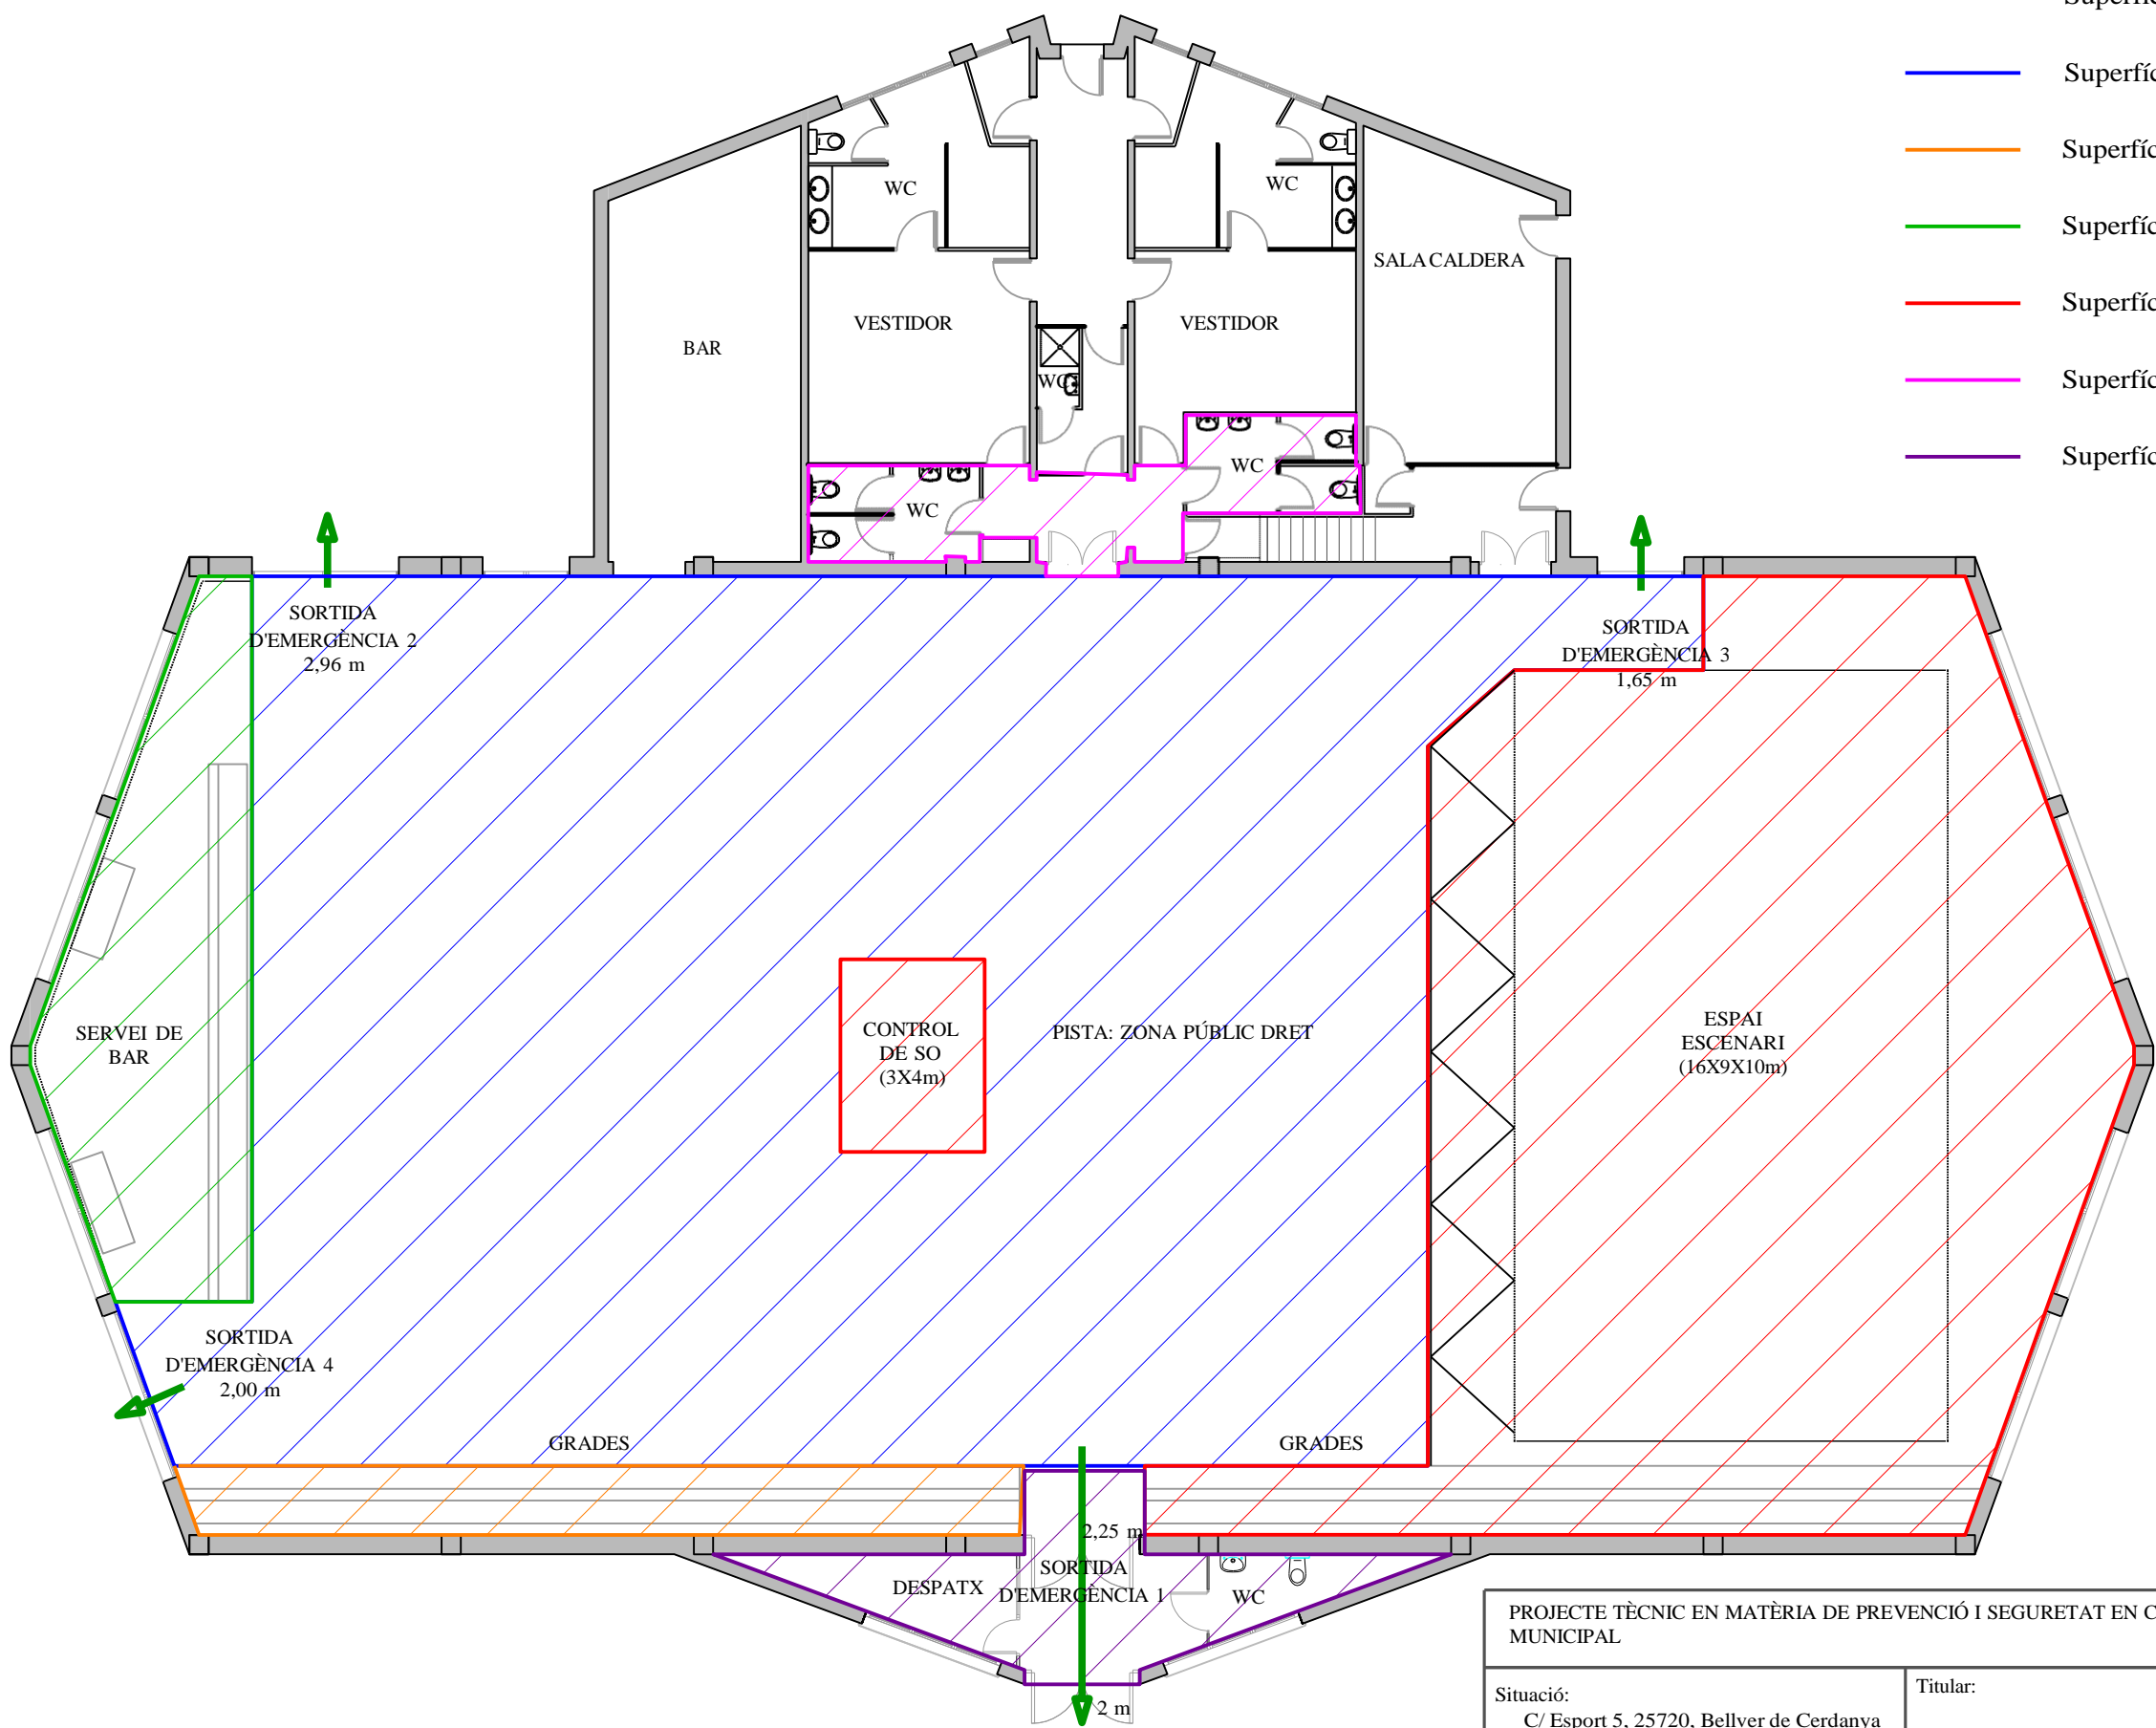 Superfíc
Superfíc
Superfíc
Superfíc
Superfíc
Superfíc
Superfíc
WC
WC
SALA CALDERA
VESTIDOR
VESTIDOR
BAR
WC
WC
WC
SORTIDA
D'EMERGÈNCIA 2
2,96 m
SORTIDA
D'EMERGÈNCIA 3
1,65 m
SERVEI DE
BAR
CONTROL
DE SO
(3X4m)
PISTA: ZONA PÚBLIC DRET
ESPAI
ESCENARI
(16X9X10m)
SORTIDA
D'EMERGÈNCIA 4
2,00 m
GRADES
GRADES
2,25 m
SORTIDA
D'EMERGÈNCIA 1
DESPATX
WC
2 m
PROJECTE TÈCNIC EN MATÈRIA DE PREVENCIÓ I SEGURETAT EN C
MUNICIPAL
Situació:
C/ Esport 5, 25720, Bellver de Cerdanya
Titular: